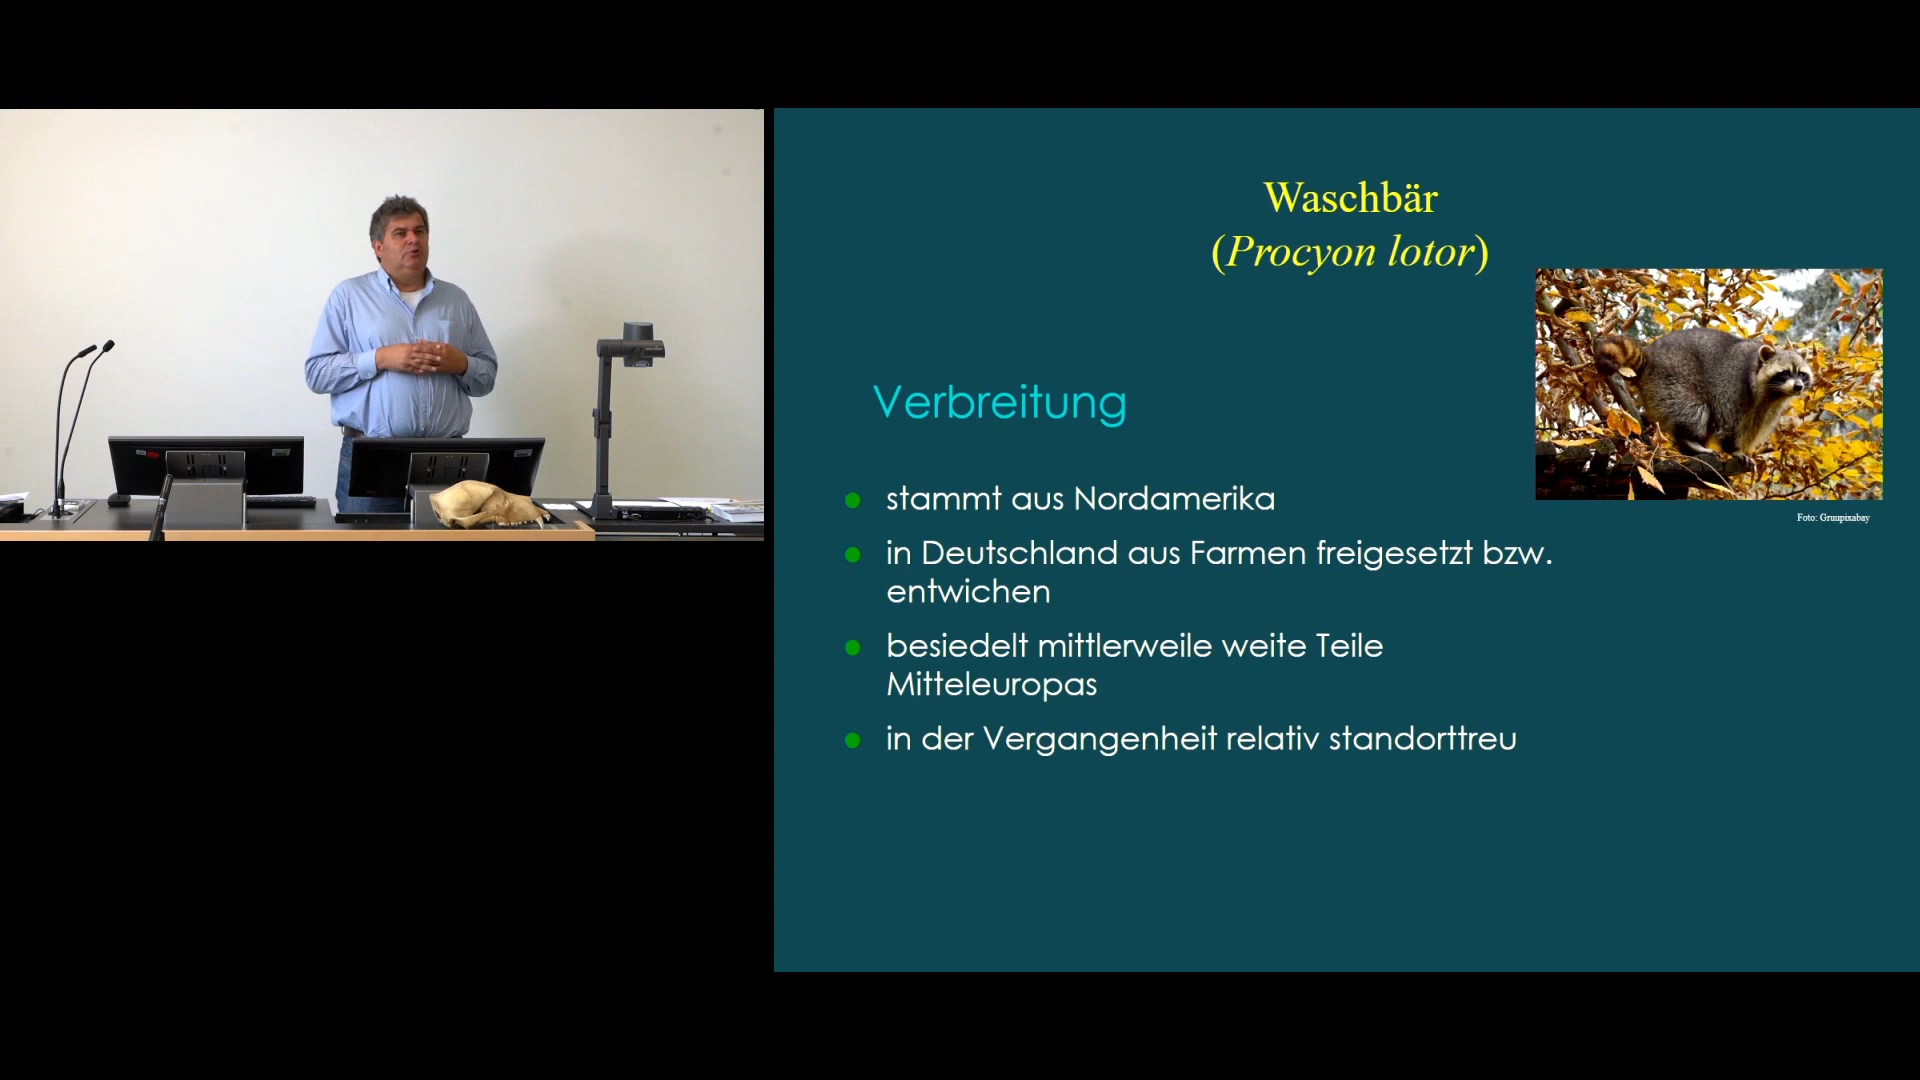 Waschbär
(Procyon lotor)
Foto: Gruupixabay
Verbreitung
stammt aus Nordamerika
in Deutschland aus Farmen freigesetzt bzw.
entwichen
besiedelt mittlerweile weite Teile
Mitteleuropas
in der Vergangenheit relativ standorttreu